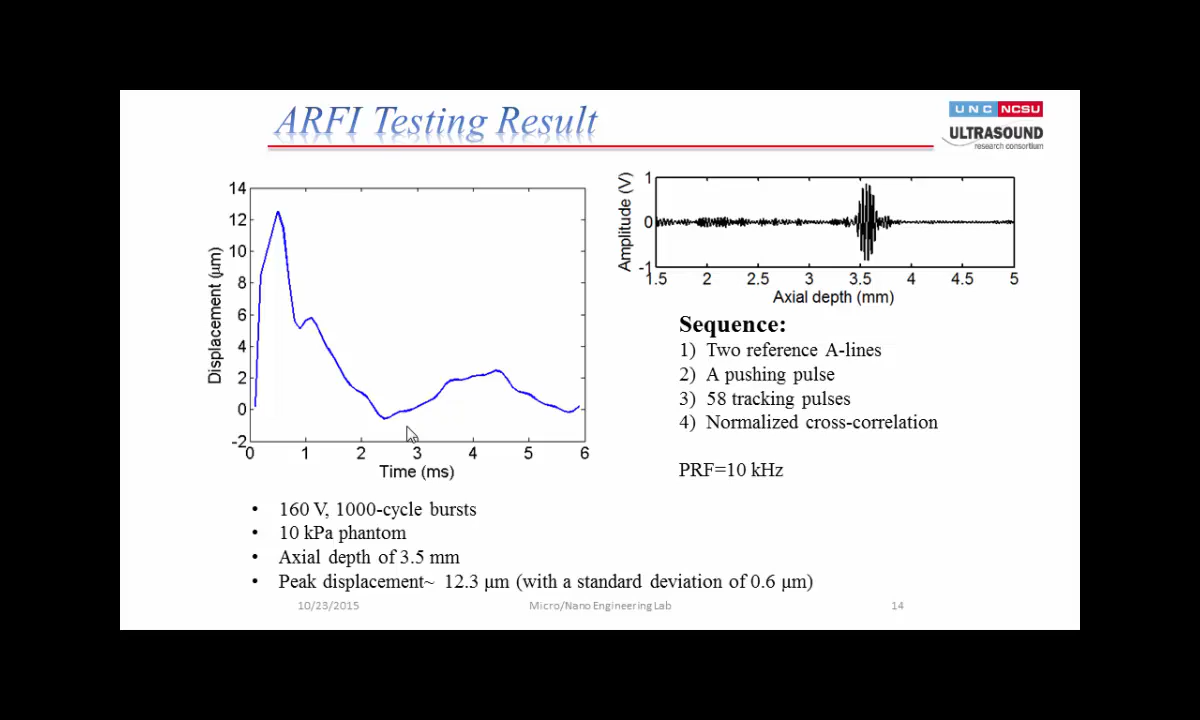 ARFI Testing Result
UNC NCSU
ULTRASOUND
research consortium
14
12
10
8
6
4
2
0
-2
Displacement (μm)
0 1 2 3 4 5 6
Time (ms)
1
0
-1
Amplitude (V)
1.5 2 2.5 3 3.5 4 4.5 5
Axial depth (mm)
Sequence:
1) Two reference A-lines
2) A pushing pulse
3) 58 tracking pulses
4) Normalized cross-correlation
PRF=10 kHz
• 160 V, 1000-cycle bursts
• 10 kPa phantom
• Axial depth of 3.5 mm
• Peak displacement~ 12.3 μm (with a standard deviation of 0.6 μm)
10/23/2015 Micro/Nano Engineering Lab 14